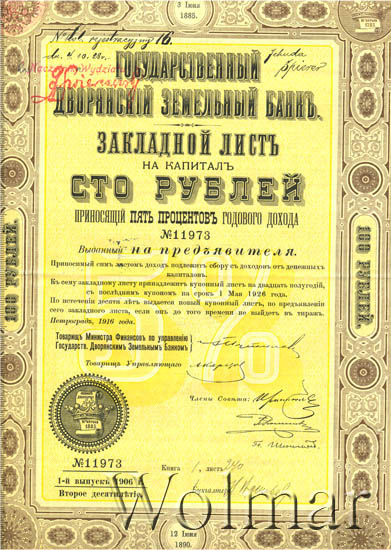 3 Іюня
1885.
ГОСУДАРСТВЕННЫЙ
ДВОРЯНСКІЙ ЗЕМЕЛЬНЫЙ БАНКЪ.
ЗАКЛАДНОЙ ЛИСТЪ
НА КАПИТАЛЪ
СТО РУБЛЕЙ
ПРИНОСЯЩІЙ ПЯТЬ ПРОЦЕНТОВЪ ГОДОВОГО ДОХОДА
№11973
Выданный на предъявителя.
Приносимый симъ листомъ доходъ подлежитъ сбору съ доходовъ отъ денежныхъ
капиталовъ.
Къ сему закладному листу принадлежитъ купонный листъ на двадцать полугодій,
съ послѣднимъ купономъ на срокъ 1 Мая 1926 года.
По истеченіи десяти лѣтъ выдается новый купонный листъ, по предъявленіи
сего закладного листа, если онъ до того времени не выйдетъ въ тиражъ.
Петроградъ, 1916 года.
Товарищъ Министра Финансовъ по управленію
Государств. Дворянскимъ Земельнымъ Банкомъ
Товарищъ Управляющаго
Члены Совѣта:
№11973
1-й выпускъ 1906 г.
Второе десятилѣтіе.
Книга 1, листъ 240
Бухгалтеръ
12 Іюня
1890.
100 РУБЛЕЙ
100 РУБЛЕЙ
5%
Wolmar